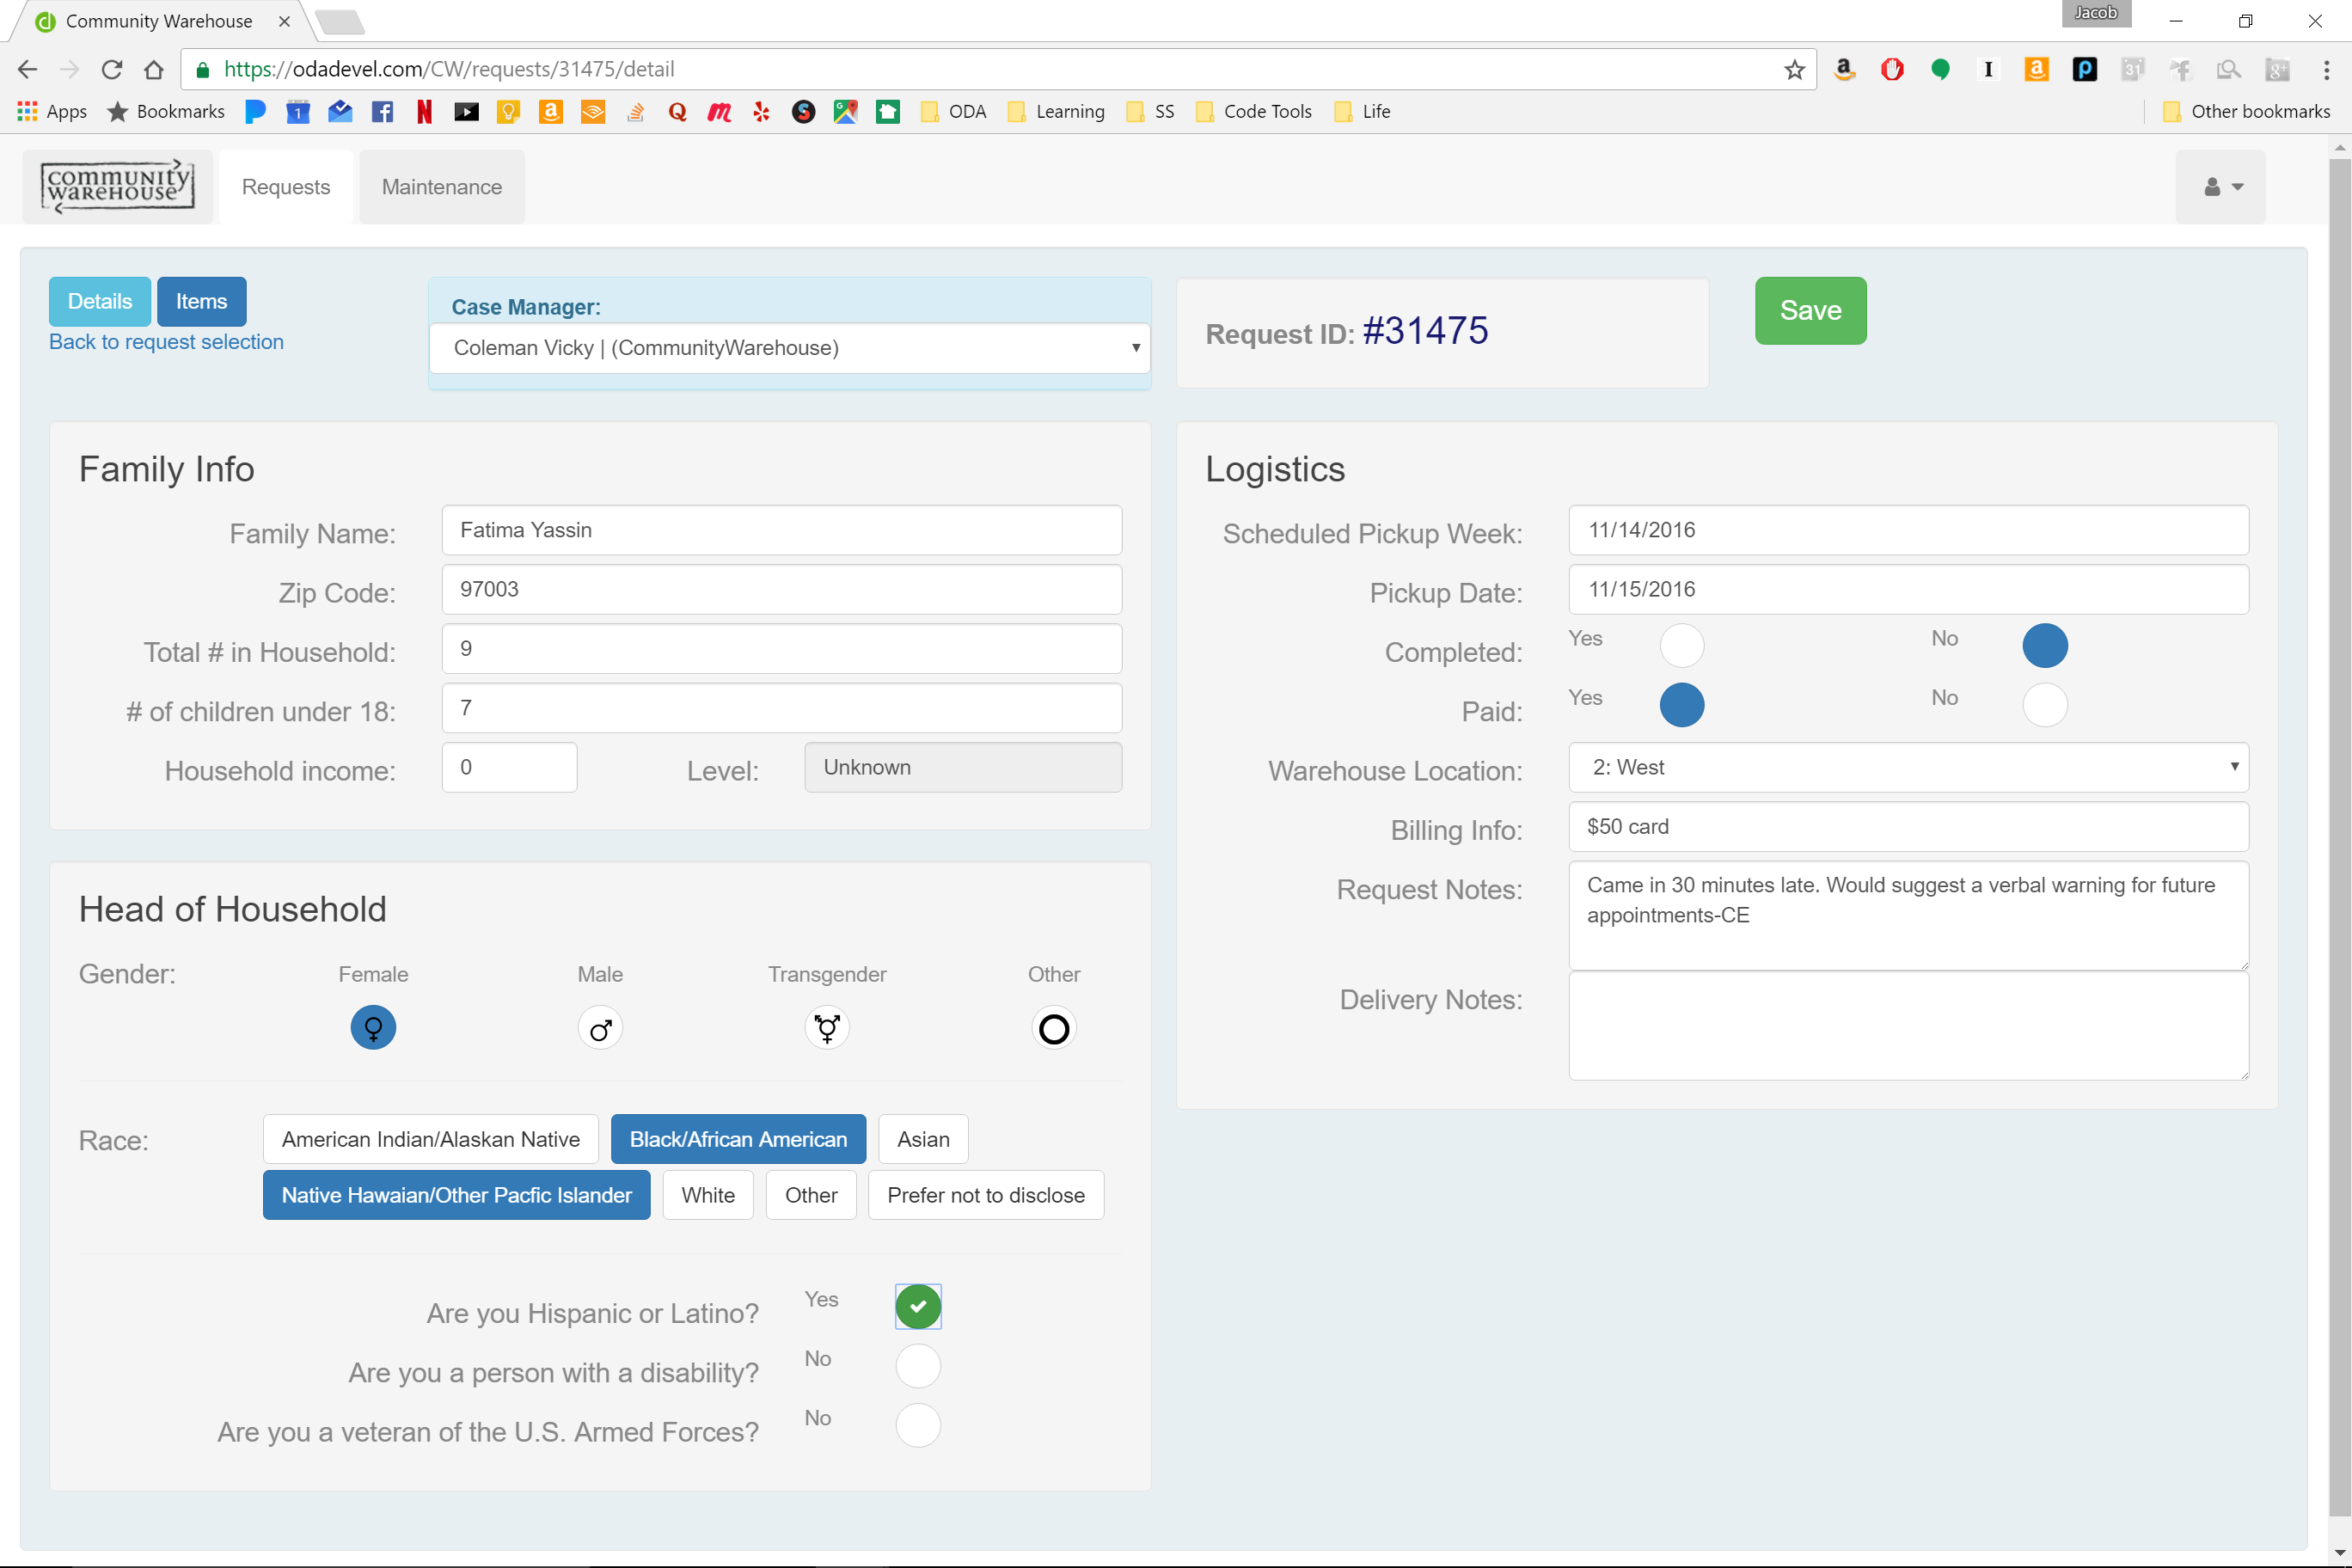 Community Warehouse
Jacob
https://odadevel.com/CW/requests/31475/detail
Apps Bookmarks ODA Learning SS Code Tools Life Other bookmarks
community
WAREHOUSE
Requests
Maintenance
Details
Items
Back to request selection
Case Manager:
Coleman Vicky | (CommunityWarehouse)
Request ID: #31475
Save
Family Info
Family Name: Fatima Yassin
Zip Code: 97003
Total # in Household: 9
# of children under 18: 7
Household income: 0 Level: Unknown
Head of Household
Gender: Female Male Transgender Other
Race: American Indian/Alaskan Native Black/African American Asian
Native Hawaian/Other Pacfic Islander White Other Prefer not to disclose
Are you Hispanic or Latino? Yes
Are you a person with a disability? No
Are you a veteran of the U.S. Armed Forces? No
Logistics
Scheduled Pickup Week: 11/14/2016
Pickup Date: 11/15/2016
Completed: Yes No
Paid: Yes No
Warehouse Location: 2: West
Billing Info: $50 card
Request Notes: Came in 30 minutes late. Would suggest a verbal warning for future
appointments-CE
Delivery Notes: